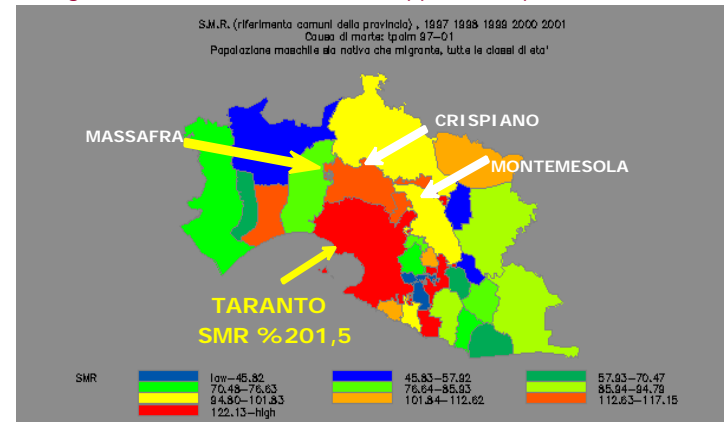 S.M.R. (riferimento comuni della provincia) , 1997 1998 1999 2000 2001
Causa di morte: tpolm 97-01
Popolazione maschile sia nativa che migrante, tutte le classi di eta'
CRISPIANO
MASSAFRA
MONTEMESOLA
TARANTO
SMR % 201,5
SMR
low-45.82
45.83-57.92
57.93-70.47
70.48-76.63
76.64-85.93
85.94-94.79
94.80-101.83
101.84-112.62
112.63-117.15
122.13-high